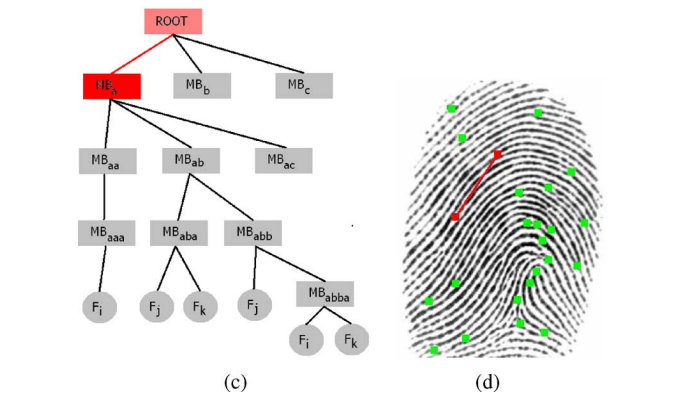 ROOT
MBa MBb MBc
MBaa MBab MBac
MBaaa MBaba MBabb
Fi Fj Fk Fj MBabba
Fi Fk
(c) (d)